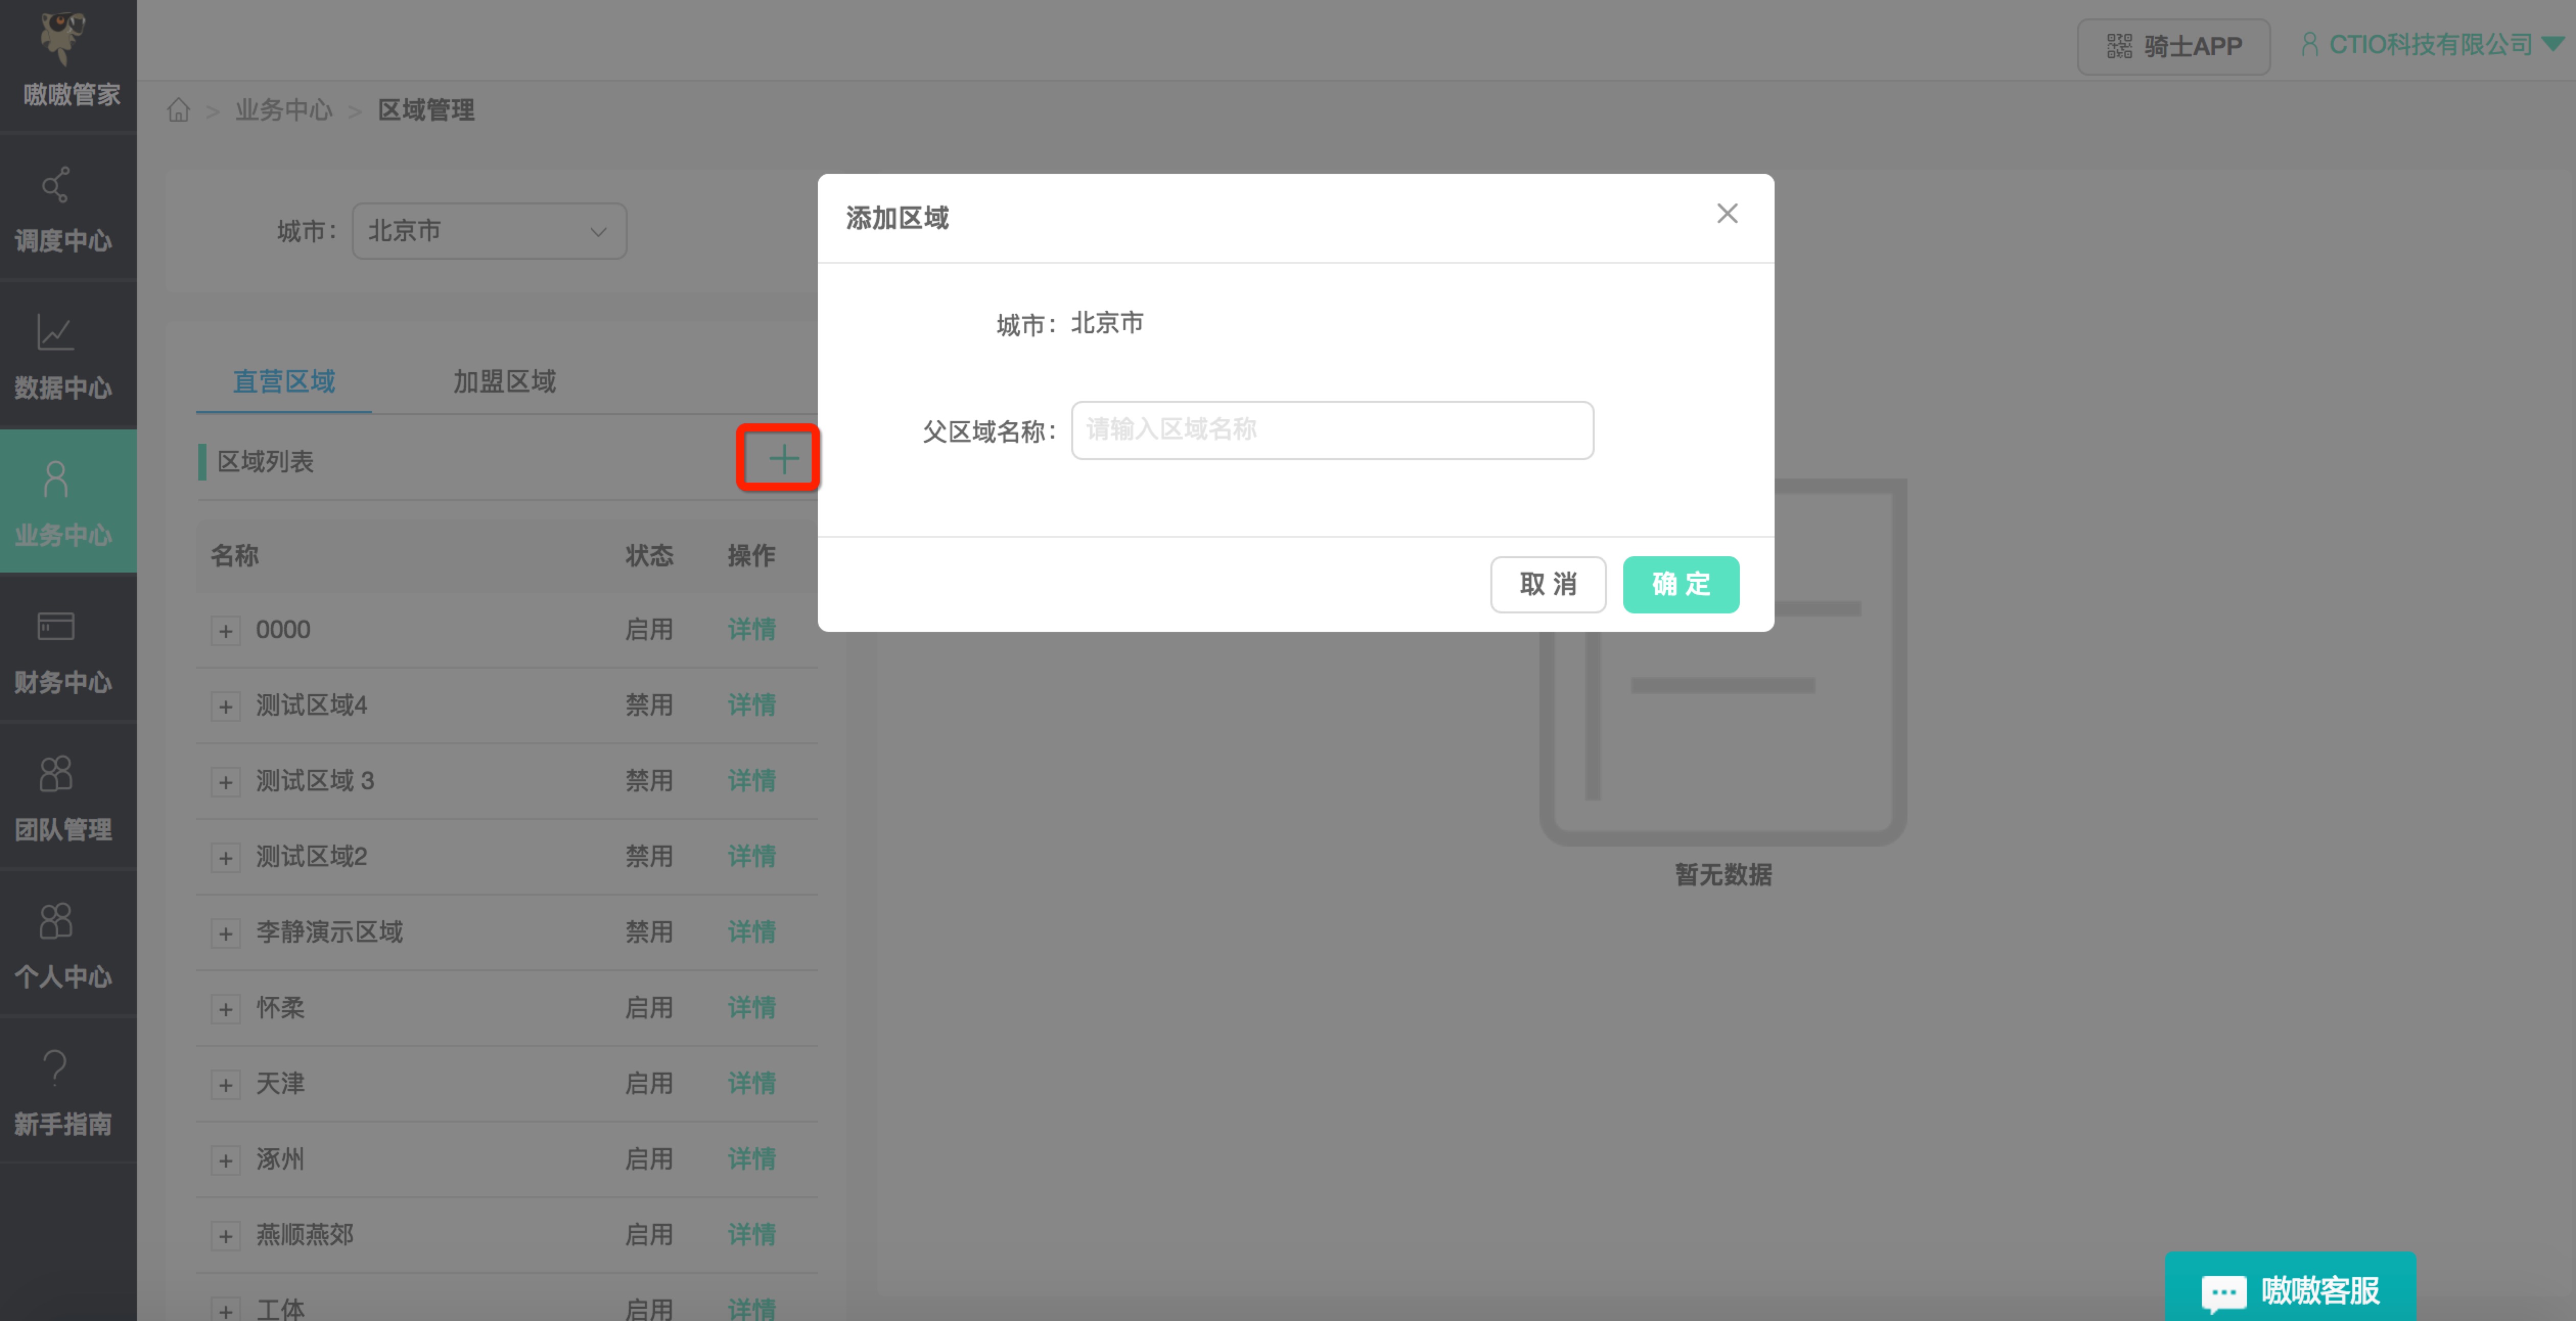 嗷嗷管家
调度中心
数据中心
业务中心
财务中心
团队管理
个人中心
新手指南
骑士APP
CTIO科技有限公司
> 业务中心 > 区域管理
城市: 北京市
直营区域 加盟区域
区域列表
名称 状态 操作
0000 启用 详情
测试区域4 禁用 详情
测试区域 3 禁用 详情
测试区域2 禁用 详情
李静演示区域 禁用 详情
怀柔 启用 详情
天津 启用 详情
涿州 启用 详情
燕顺燕郊 启用 详情
工体 启用 详情
添加区域
城市: 北京市
父区域名称: 请输入区域名称
取 消 确 定
暂无数据
嗷嗷客服